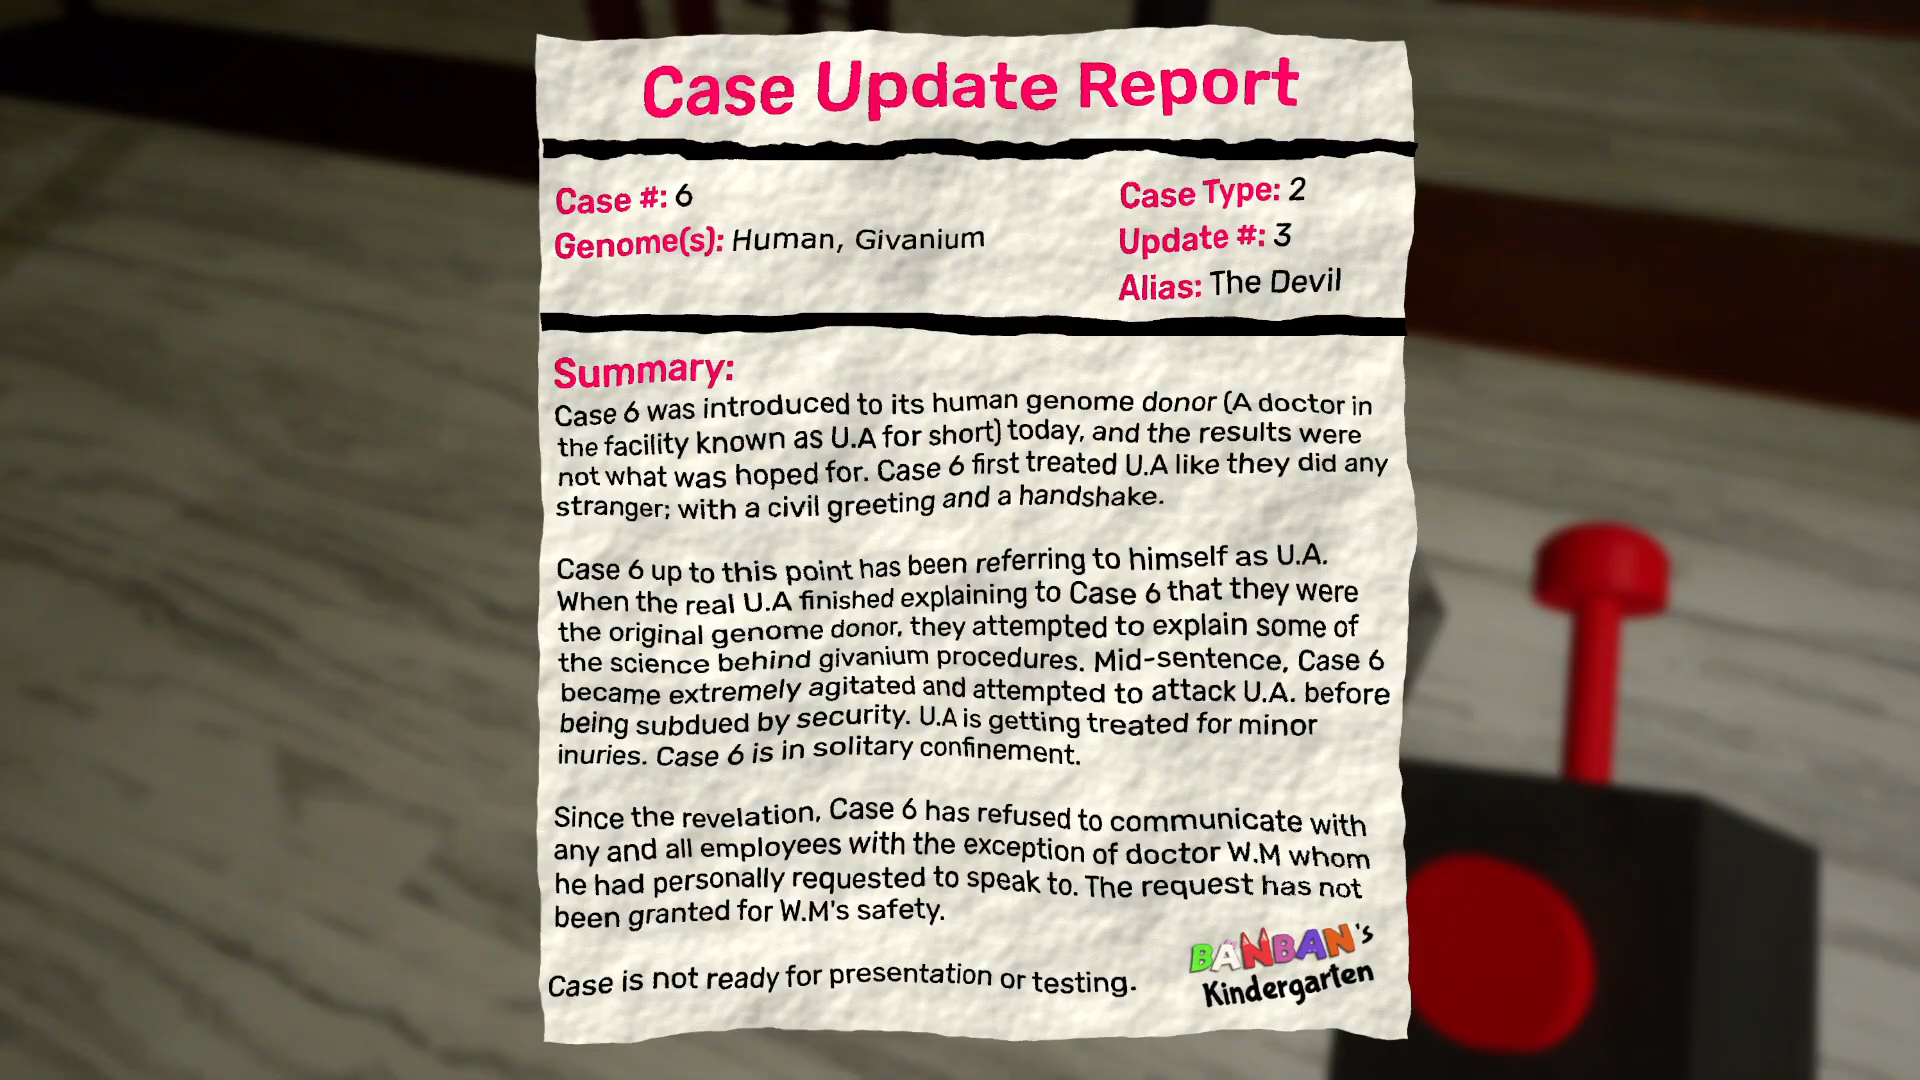 Case Update Report
Case #: 6
Genome(s): Human, Givanium
Case Type: 2
Update #: 3
Alias: The Devil
Summary:
Case 6 was introduced to its human genome donor (A doctor in
the facility known as U.A for short) today, and the results were
not what was hoped for. Case 6 first treated U.A like they did any
stranger; with a civil greeting and a handshake.
Case 6 up to this point has been referring to himself as U.A.
When the real U.A finished explaining to Case 6 that they were
the original genome donor, they attempted to explain some of
the science behind givanium procedures. Mid-sentence, Case 6
became extremely agitated and attempted to attack U.A. before
being subdued by security. U.A is getting treated for minor
inuries. Case 6 is in solitary confinement.
Since the revelation, Case 6 has refused to communicate with
any and all employees with the exception of doctor W.M whom
he had personally requested to speak to. The request has not
been granted for W.M's safety.
Case is not ready for presentation or testing.
BANBAN's
Kindergarten